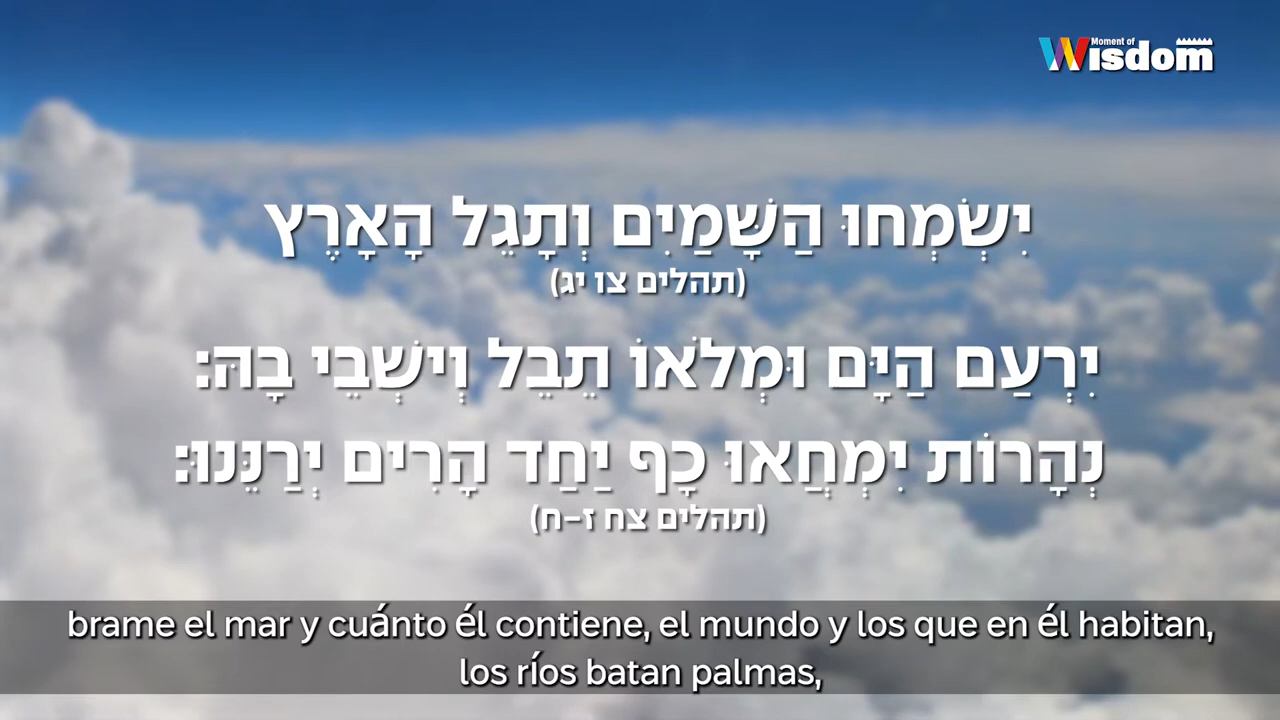 Moment of
Wisdom
יִשְׂמְחוּ הַשָּׁמַיִם וְתָגֵל הָאָרֶץ
(תהלים צו יג)
יִרְעַם הַיָּם וּמְלֹאוֹ תֵּבֵל וְיֹשְׁבֵי בָהּ:
נְהָרוֹת יִמְחֲאוּ כָף יַחַד הָרִים יְרַנֵּנוּ:
(תהלים צח ז–ח)
brame el mar y cuánto él contiene, el mundo y los que en él habitan,
los ríos batan palmas,